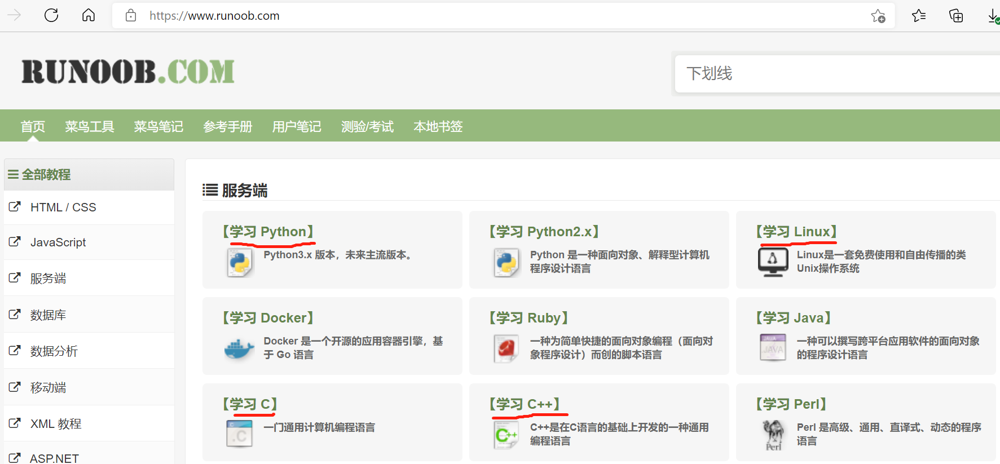 https://www.runoob.com
RUNOOB.COM
下划线
首页 菜鸟工具 菜鸟笔记 参考手册 用户笔记 测验/考试 本地书签
全部教程
HTML / CSS
JavaScript
服务端
数据库
数据分析
移动端
XML 教程
ASP.NET
服务端
【学习 Python】
Python3.x 版本，未来主流版本。
【学习 Python2.x】
Python 是一种面向对象、解释型计算机
程序设计语言
【学习 Linux】
Linux是一套免费使用和自由传播的类
Unix操作系统
【学习 Docker】
Docker 是一个开源的应用容器引擎，基
于 Go 语言
【学习 Ruby】
一种为简单快捷的面向对象编程（面向对
象程序设计）而创的脚本语言
【学习 Java】
JAVA
JAVA
一种可以撰写跨平台应用软件的面向对象
的程序设计语言
【学习 C】
C
.C
一门通用计算机编程语言
【学习 C++】
C++
C++是在C语言的基础上开发的一种通用
编程语言
【学习 Perl】
Perl
Perl 是高级、通用、直译式、动态的程序
语言